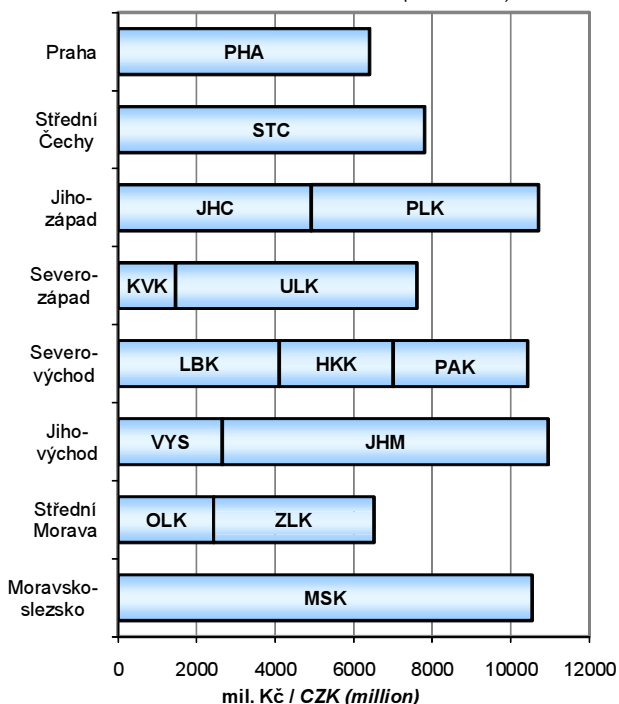 Praha
PHA
Střední
Čechy
STC
Jiho-
západ
JHC
PLK
Severo-
západ
KVK
ULK
Severo-
východ
LBK
HKK
PAK
Jiho-
východ
VYS
JHM
Střední
Morava
OLK
ZLK
Moravsko-
slezsko
MSK
0 2000 4000 6000 8000 10000 12000
mil. Kč / CZK (million)